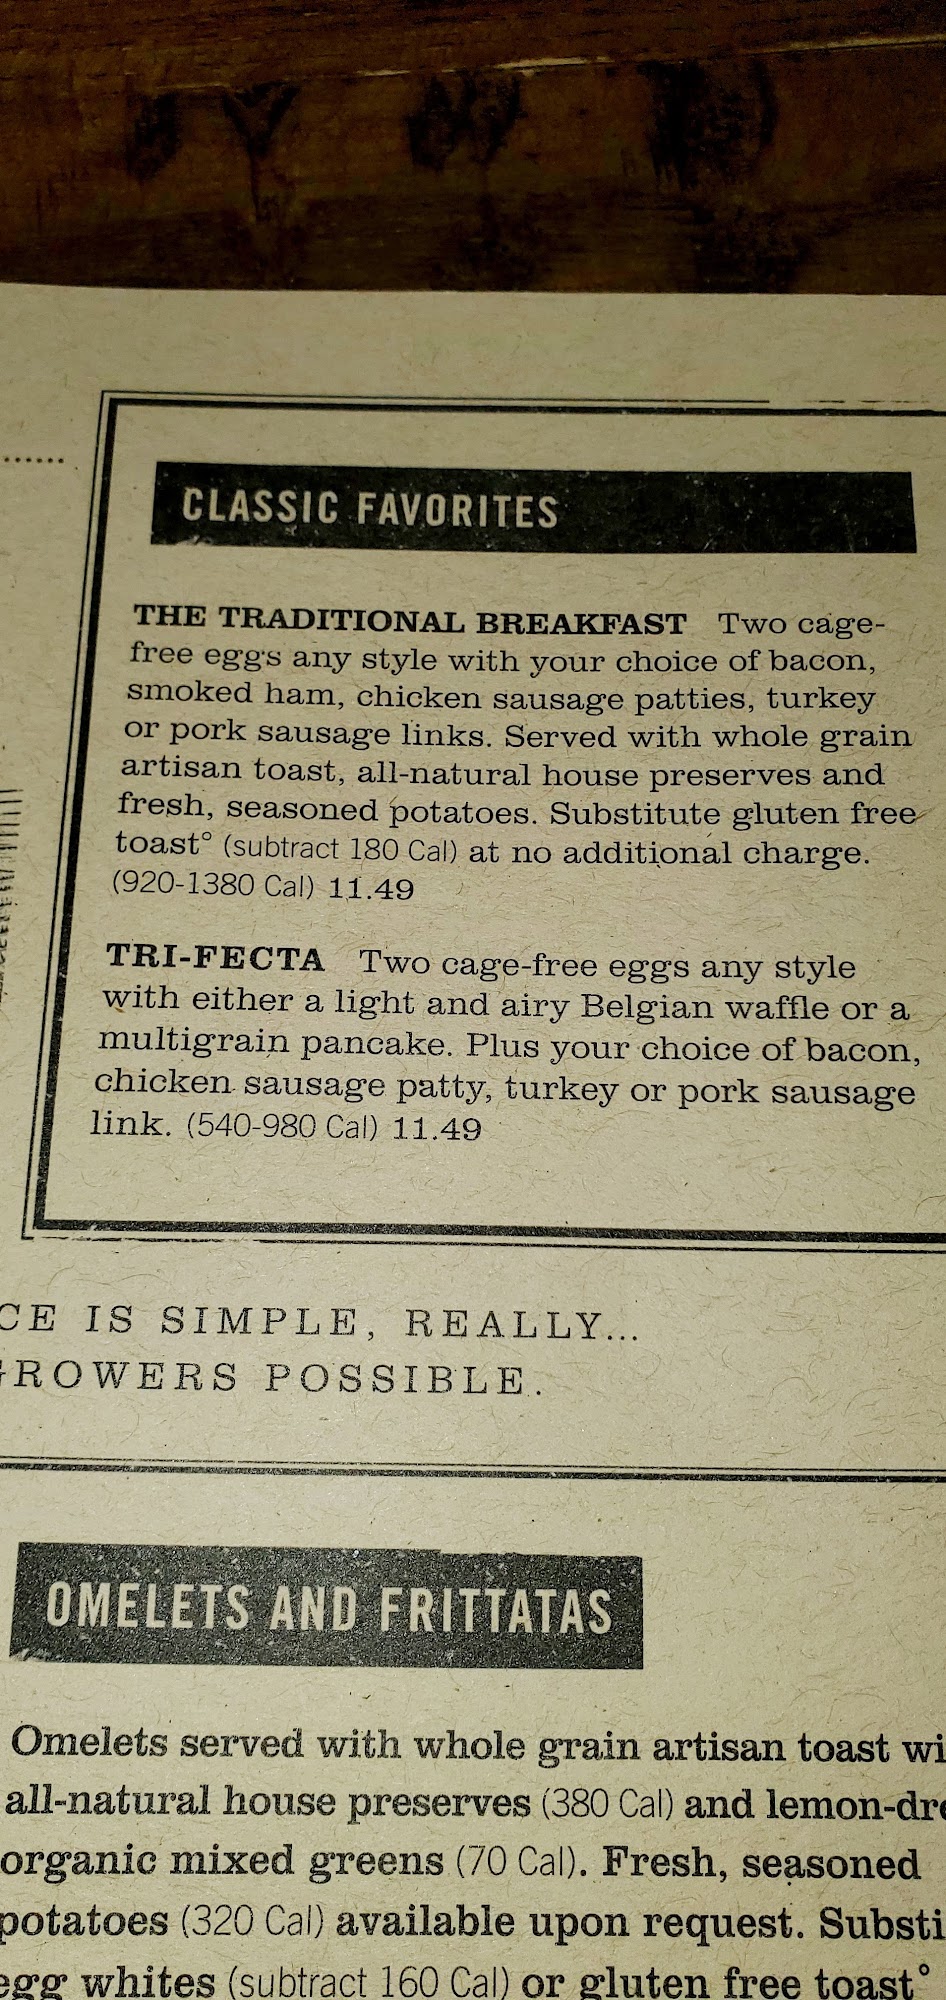 CLASSIC FAVORITES
THE TRADITIONAL BREAKFAST Two cage-
free eggs any style with your choice of bacon,
smoked ham, chicken sausage patties, turkey
or pork sausage links. Served with whole grain
artisan toast, all-natural house preserves and
fresh, seasoned potatoes. Substitute gluten free
toast° (subtract 180 Cal) at no additional charge.
(920-1380 Cal) 11.49
TRI-FECTA Two cage-free eggs any style
with either a light and airy Belgian waffle or a
multigrain pancake. Plus your choice of bacon,
chicken sausage patty, turkey or pork sausage
link. (540-980 Cal) 11.49
CE IS SIMPLE, REALLY...
GROWERS POSSIBLE.
OMELETS AND FRITTATAS
Omelets served with whole grain artisan toast wi
all-natural house preserves (380 Cal) and lemon-dre
organic mixed greens (70 Cal). Fresh, seasoned
potatoes (320 Cal) available upon request. Substi
egg whites (subtract 160 Cal) or gluten free toast°